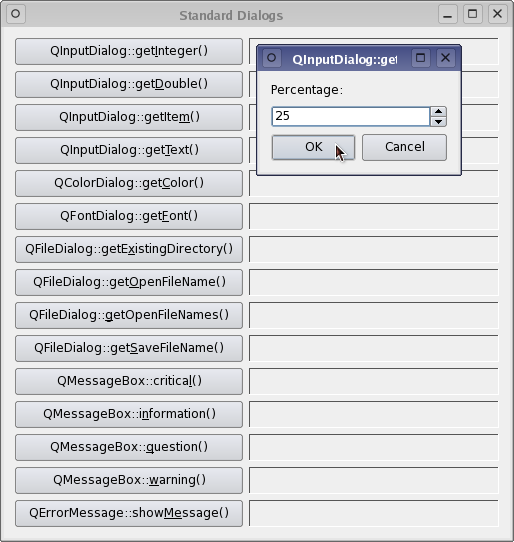 Standard Dialogs
QInputDialog::getInteger()
QInputDialog::get
Percentage:
25
OK
Cancel
QInputDialog::getDouble()
QInputDialog::getItem()
QInputDialog::getText()
QColorDialog::getColor()
QFontDialog::getFont()
QFileDialog::getExistingDirectory()
QFileDialog::getOpenFileName()
QFileDialog::getOpenFileNames()
QFileDialog::getSaveFileName()
QMessageBox::critical()
QMessageBox::information()
QMessageBox::question()
QMessageBox::warning()
QErrorMessage::showMessage()